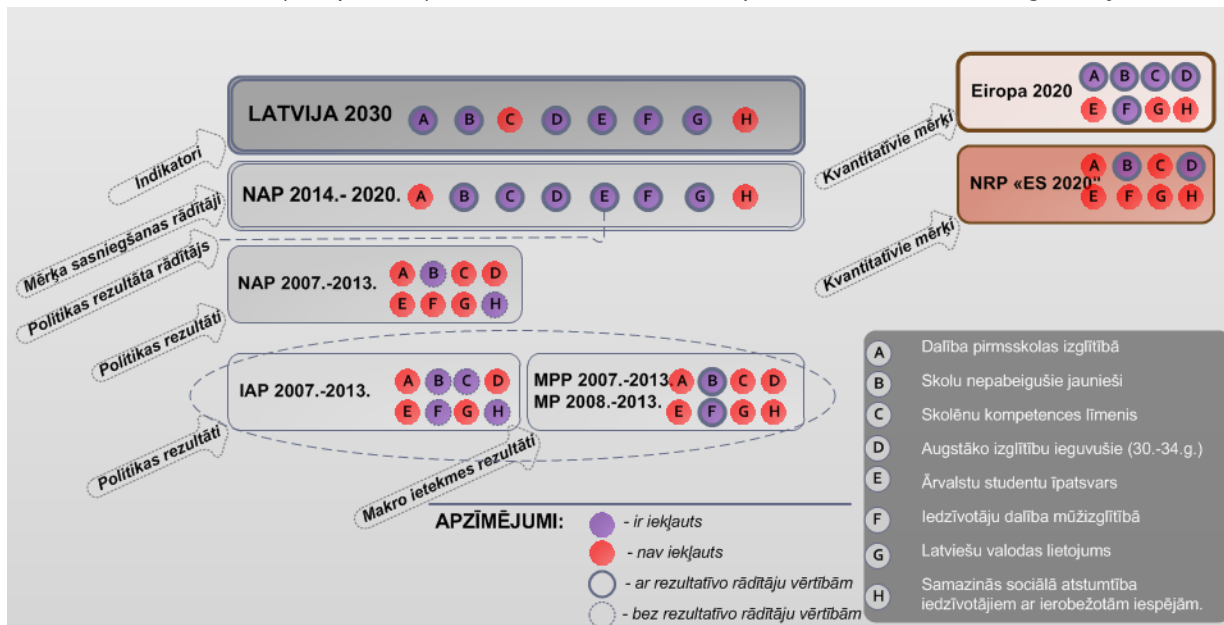 LATVIJA 2030 A B C D E F G H
Indikatori
NAP 2014.- 2020. A B C D E F G H
Mērķa sasniegšanas rādītāji
Politikas rezultāta rādītājs
NAP 2007.-2013. A B C D
E F G H
Politikas rezultāti
IAP 2007.-2013. A B C D
E F G H
Politikas rezultāti
MPP 2007.-2013. A B C D
MP 2008.-2013. E F G H
Makro ietekmes rezultāti
Eiropa 2020 A B C D
E F G H
Kvantitatīvie mērķi
NRP «ES 2020" A B C D
E F G H
Kvantitatīvie mērķi
APZĪMĒJUMI:
- ir iekļauts
- nav iekļauts
- ar rezultatīvo rādītāju vērtībām
- bez rezultatīvo rādītāju vērtībām
A Dalība pirmsskolas izglītībā
B Skolu nepabeigušie jaunieši
C Skolēnu kompetences līmenis
D Augstāko izglītību ieguvušie (30.-34.g.)
E Ārvalstu studentu īpatsvars
F Iedzīvotāju dalība mūžizglītībā
G Latviešu valodas lietojums
H Samazinās sociālā atstumtība
iedzīvotājiem ar ierobežotām iespējām.